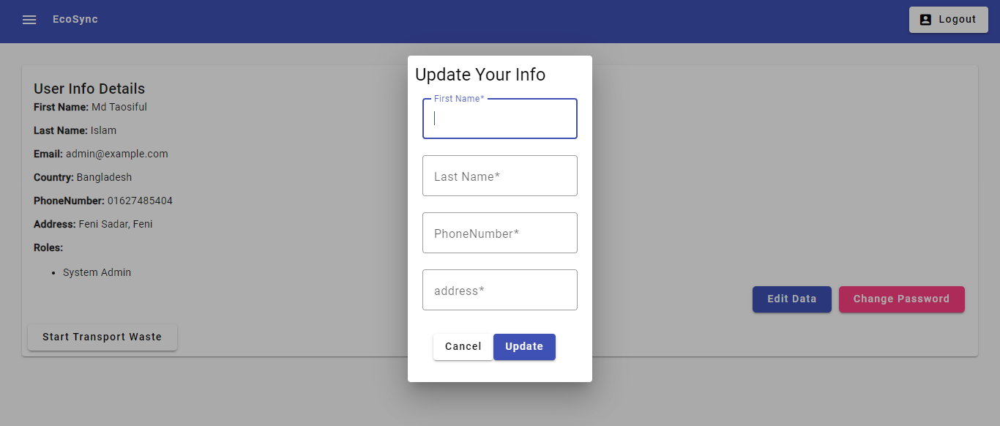 EcoSync
Logout
User Info Details
First Name: Md Taosiful
Last Name: Islam
Email: admin@example.com
Country: Bangladesh
PhoneNumber: 01627485404
Address: Feni Sadar, Feni
Roles:
• System Admin
Edit Data
Change Password
Start Transport Waste
Update Your Info
First Name*
Last Name*
PhoneNumber*
address*
Cancel
Update